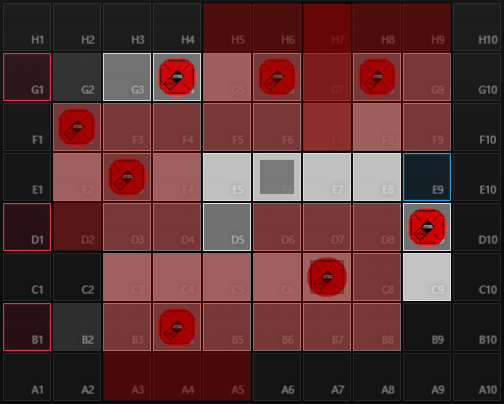 H1 H2 H3 H4 H5 H6 H7 H8 H9 H10
G1 G2 G3 G5 G7 G9 G10
F1 F3 F4 F5 F6 F8 F9 F10
E1 E2 E4 E5 E7 E8 E9 E10
D1 D2 D3 D4 D5 D6 D7 D8 D10
C1 C2 C3 C4 C5 C6 C8 C9 C10
B1 B2 B3 B5 B6 B7 B8 B9 B10
A1 A2 A3 A4 A5 A6 A7 A8 A9 A10